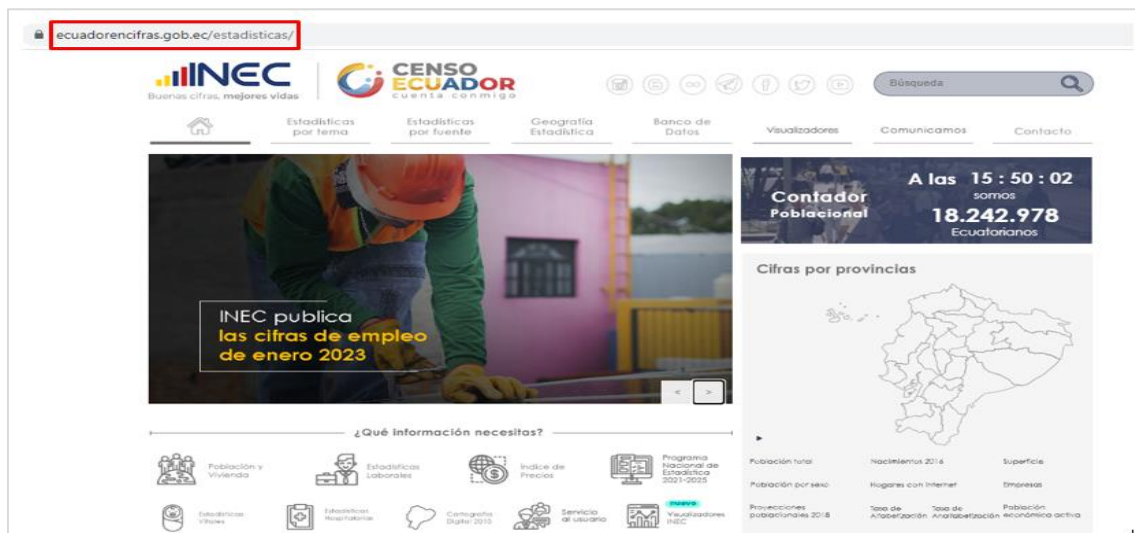 ecuadorencifras.gob.ec/estadisticas/
INEC
Buenas cifras, mejores vidas
CENSO
ECUADOR
cuenta conmigo
Búsqueda
Estadísticas
por tema
Estadísticas
por fuente
Geografía
Estadística
Banco de
Datos
Visualizadores
Comunicamos
Contacto
INEC publica
las cifras de empleo
de enero 2023
< >
Contador
Poblacional
A las 15 : 50 : 02
somos
18.242.978
Ecuatorianos
Cifras por provincias
¿Qué información necesitas?
Población y
Vivienda
Estadísticas
Laborales
Índice de
Precios
Programa
Nacional de
Estadística
2021-2025
Estadísticas
Vitales
Estadísticas
Hospitalarias
Cartografía
Digital 2010
Servicio
al usuario
nuevo
Visualizadores
INEC
Población total
Nacimientos 2016
Superficie
Población por sexo
Hogares con Internet
Empresas
Proyecciones
poblacionales 2018
Tasa de
Alfabetización
Tasa de
Analfabetización
Población
económica activa